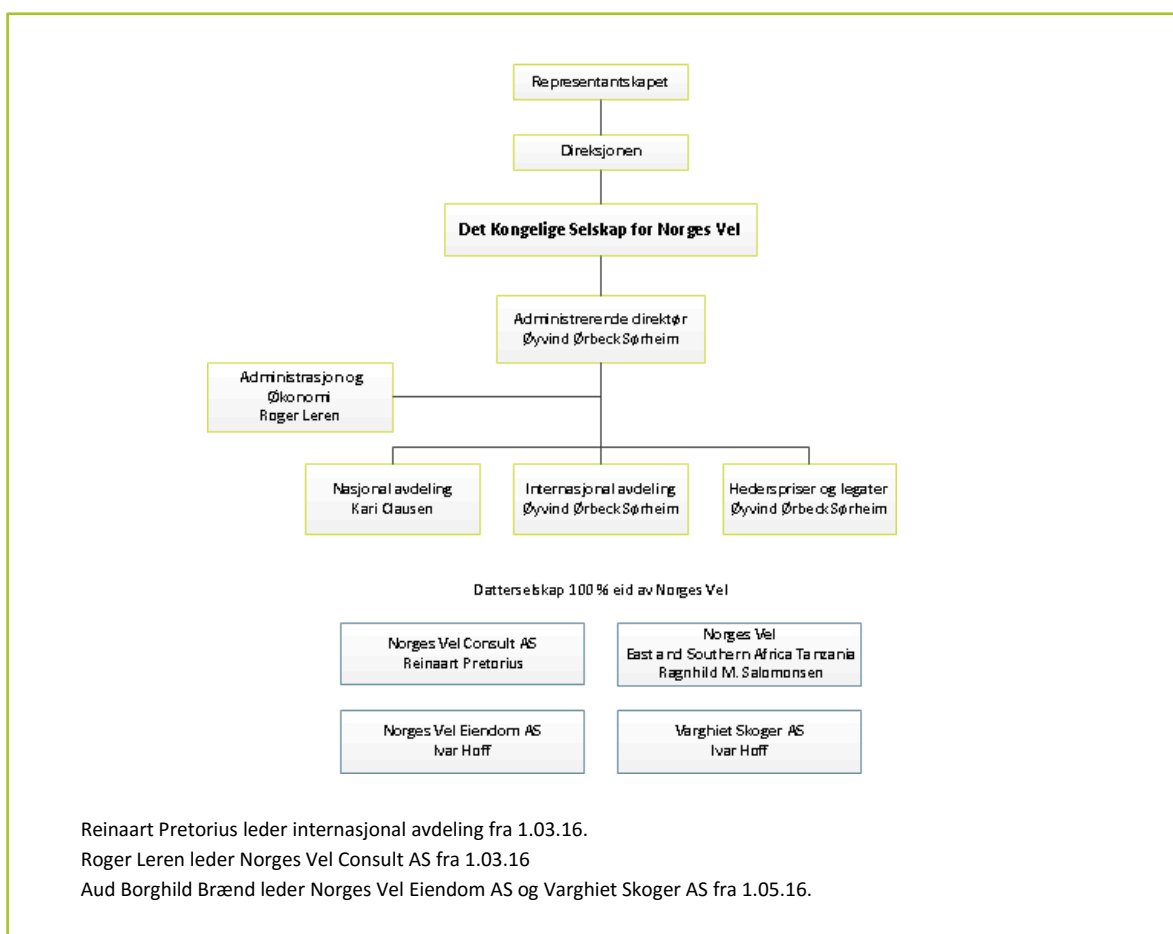 Representantskapet
Direksjonen
Det Kongelige Selskap for Norges Vel
Administrerende direktør
Øyvind Ørbeck Sørheim
Administrasjon og
Økonomi
Roger Leren
Nasjonal avdeling
Kari Clausen
Internasjonal avdeling
Øyvind Ørbeck Sørheim
Hederspriser og legater
Øyvind Ørbeck Sørheim
Datterselskap 100 % eid av Norges Vel
Norges Vel Consult AS
Reinaart Pretorius
Norges Vel
East and Southern Africa Tanzania
Ragnhild M. Salomonsen
Norges Vel Eiendom AS
Ivar Hoff
Varghiet Skoger AS
Ivar Hoff
Reinaart Pretorius leder internasjonal avdeling fra 1.03.16.
Roger Leren leder Norges Vel Consult AS fra 1.03.16
Aud Borghild Brænd leder Norges Vel Eiendom AS og Varghiet Skoger AS fra 1.05.16.